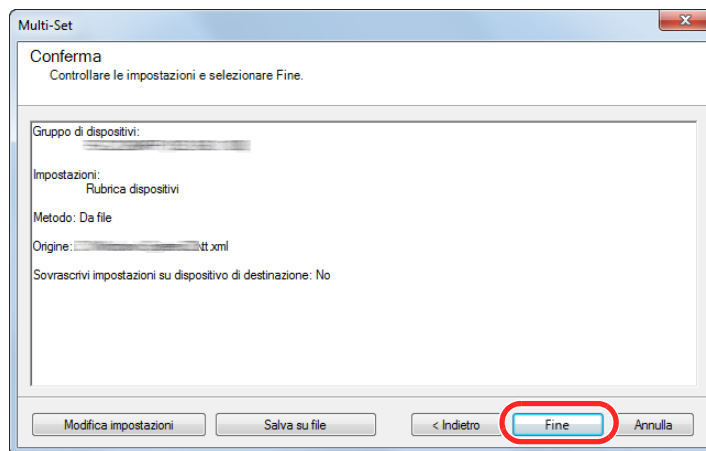 Multi-Set
Conferma
Controllare le impostazioni e selezionare Fine.
Gruppo di dispositivi:
Impostazioni:
Rubrica dispositivi
Metodo: Da file
Origine: \tt.xml
Sovrascrivi impostazioni su dispositivo di destinazione: No
Modifica impostazioni Salva su file < Indietro Fine Annulla